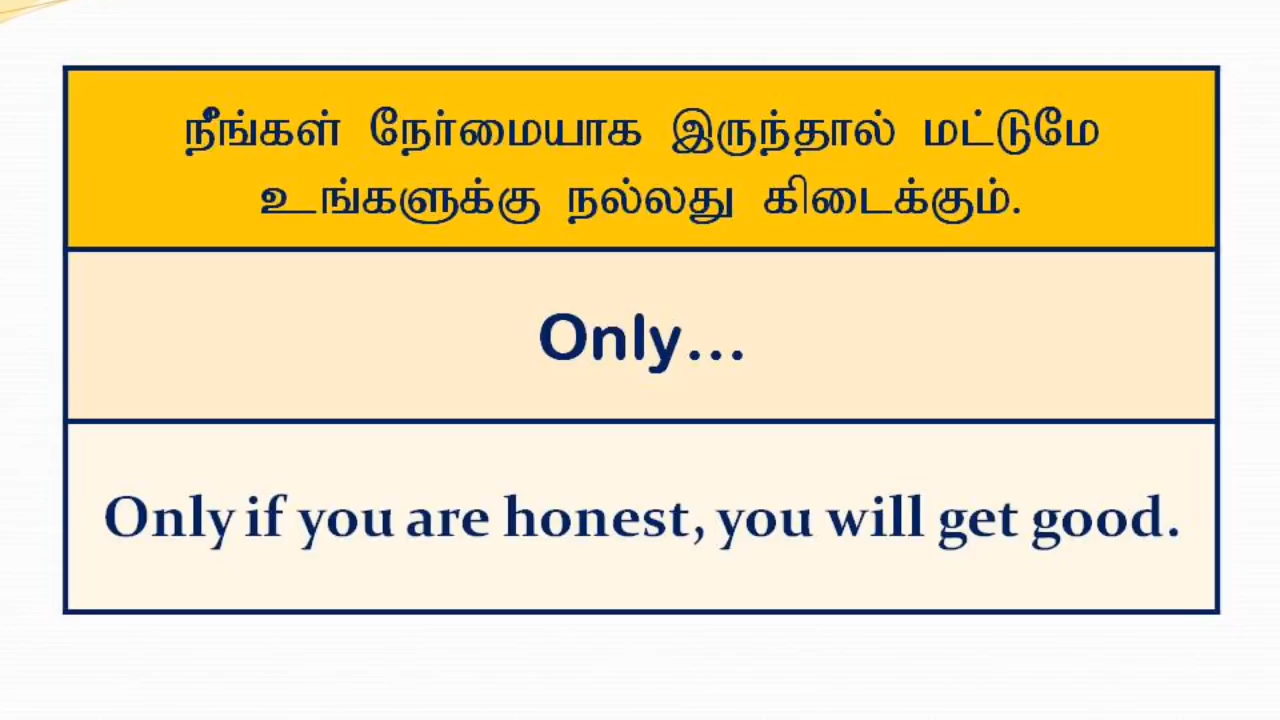 நீங்கள் நேர்மையாக இருந்தால் மட்டுமே
உங்களுக்கு நல்லது கிடைக்கும்.
Only...
Only if you are honest, you will get good.